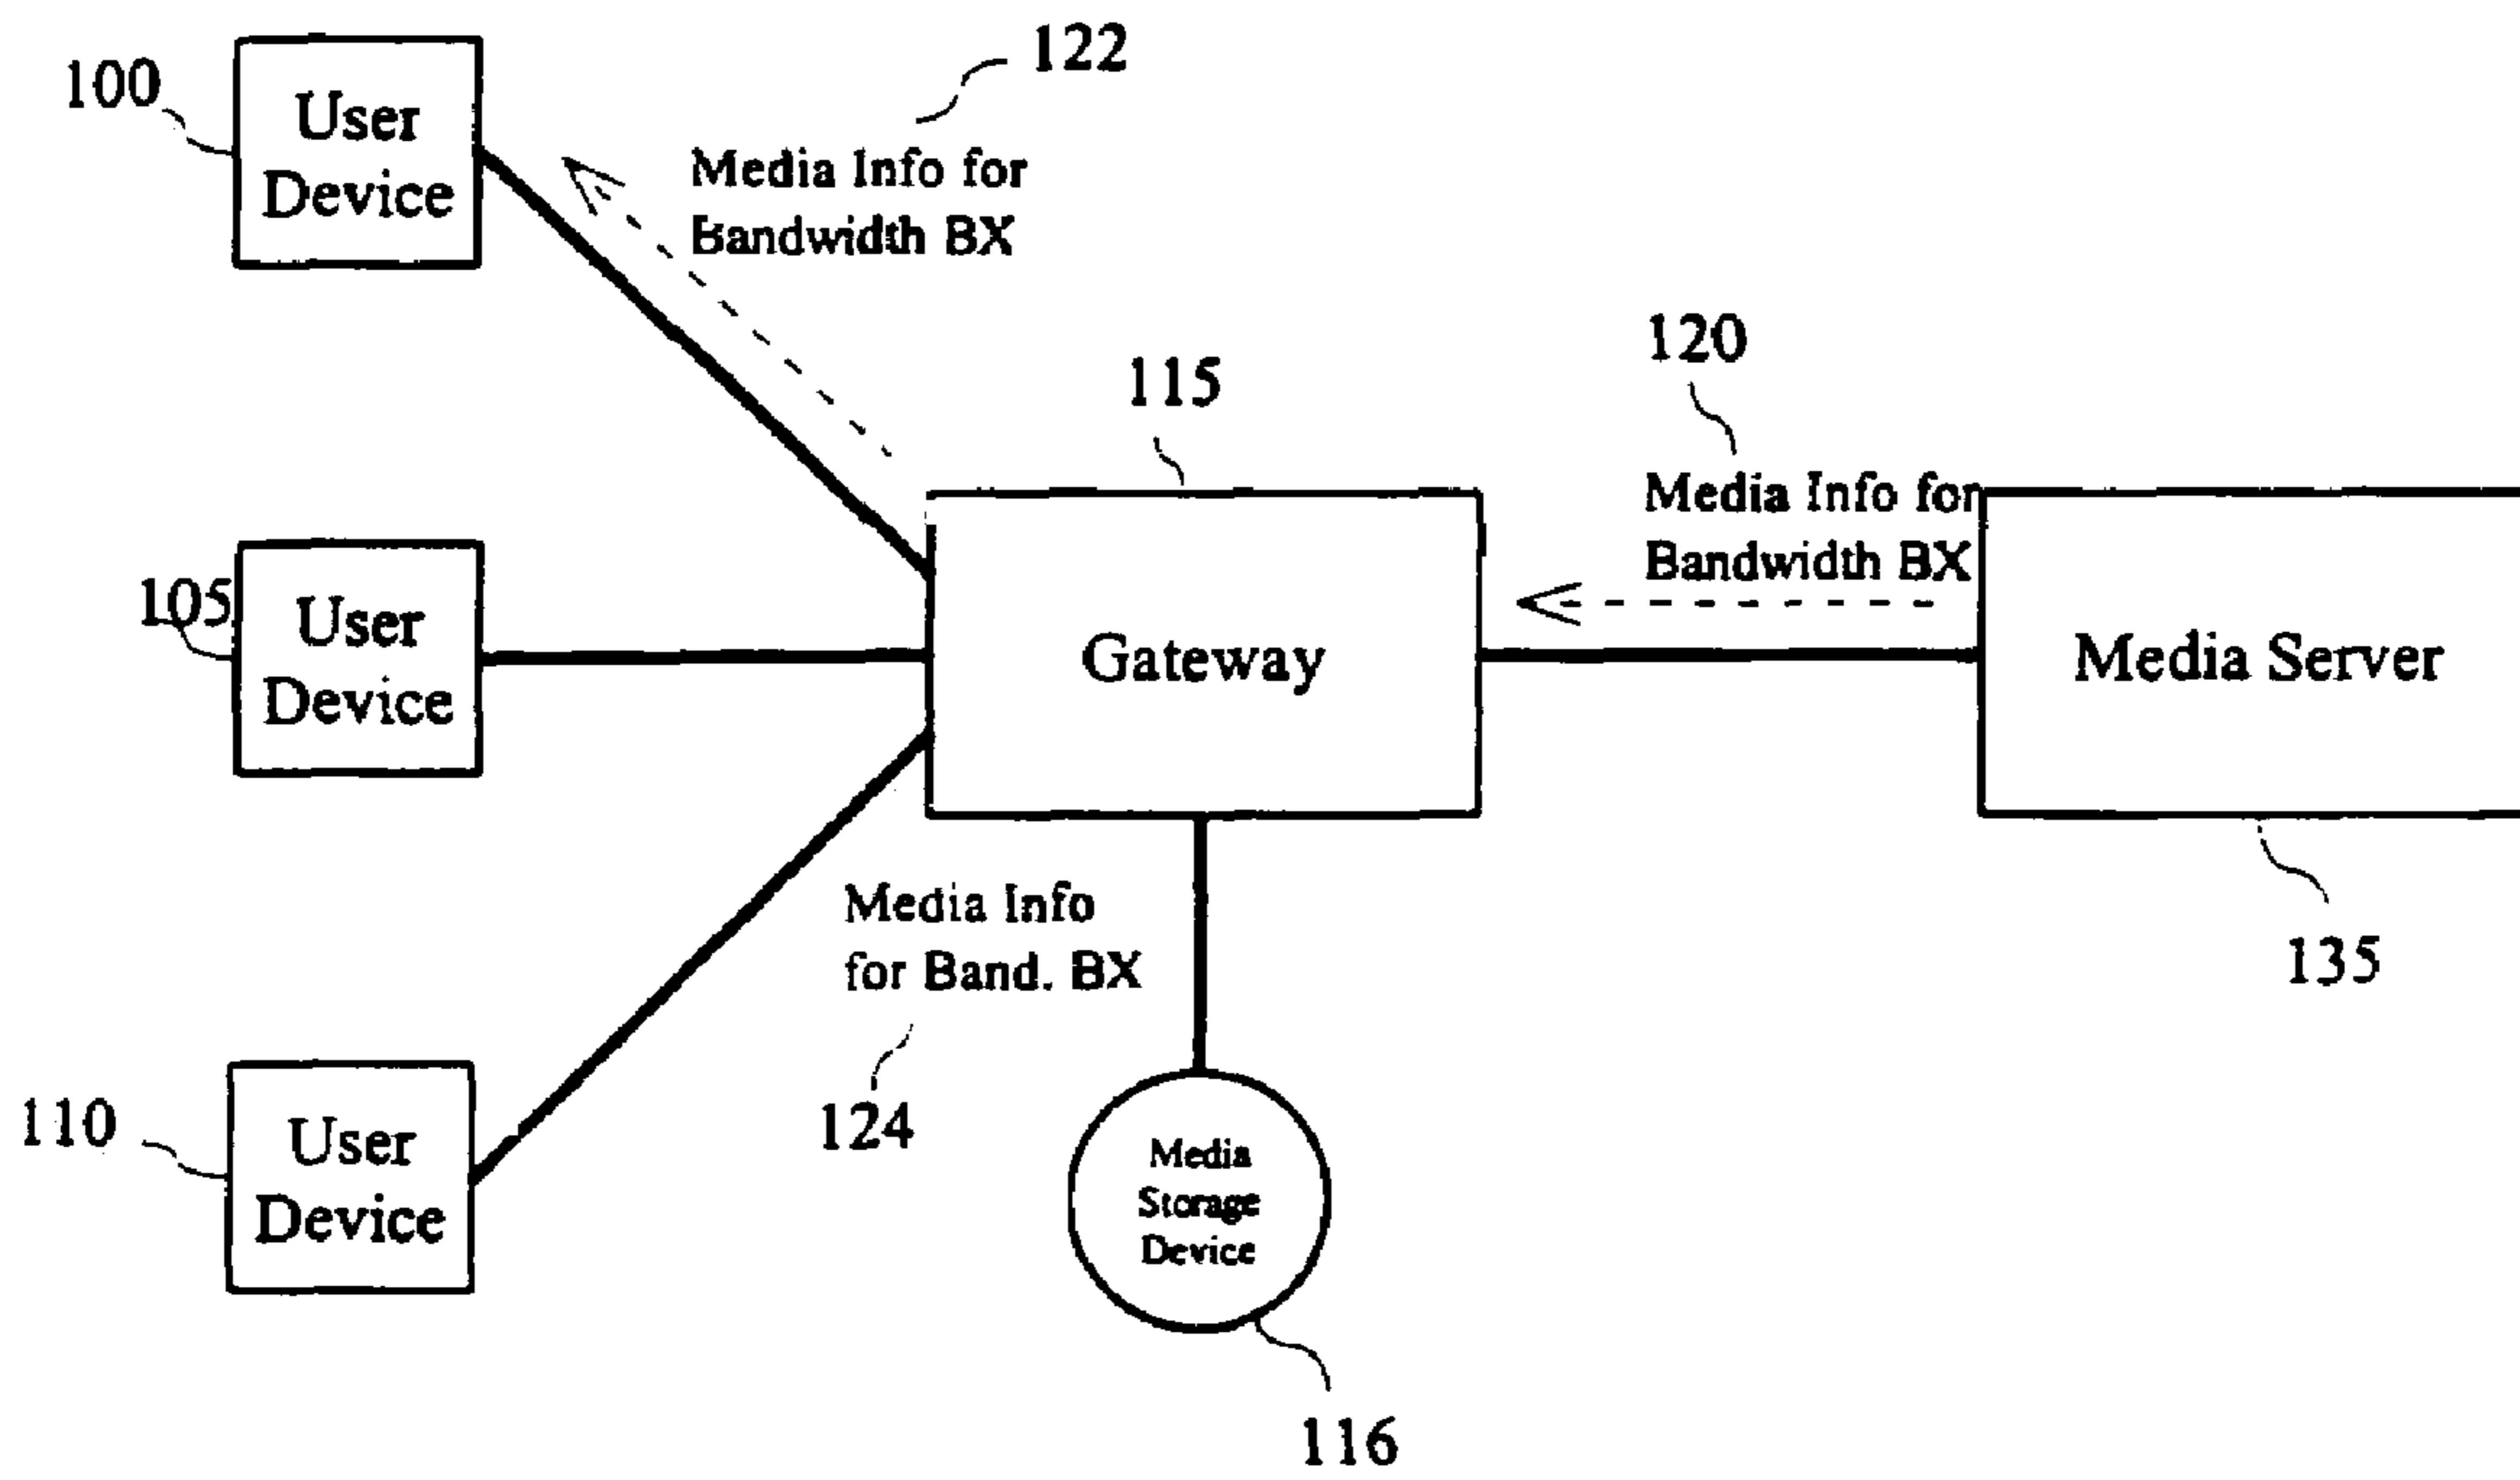 122
100
User
Device
Media Info for
Bandwidth BX
120
115
Media Info for
Bandwidth BX
105
User
Device
Gateway
Media Server
Media Info
for Band. BX
135
124
110
User
Device
Media
Storage
Device
116